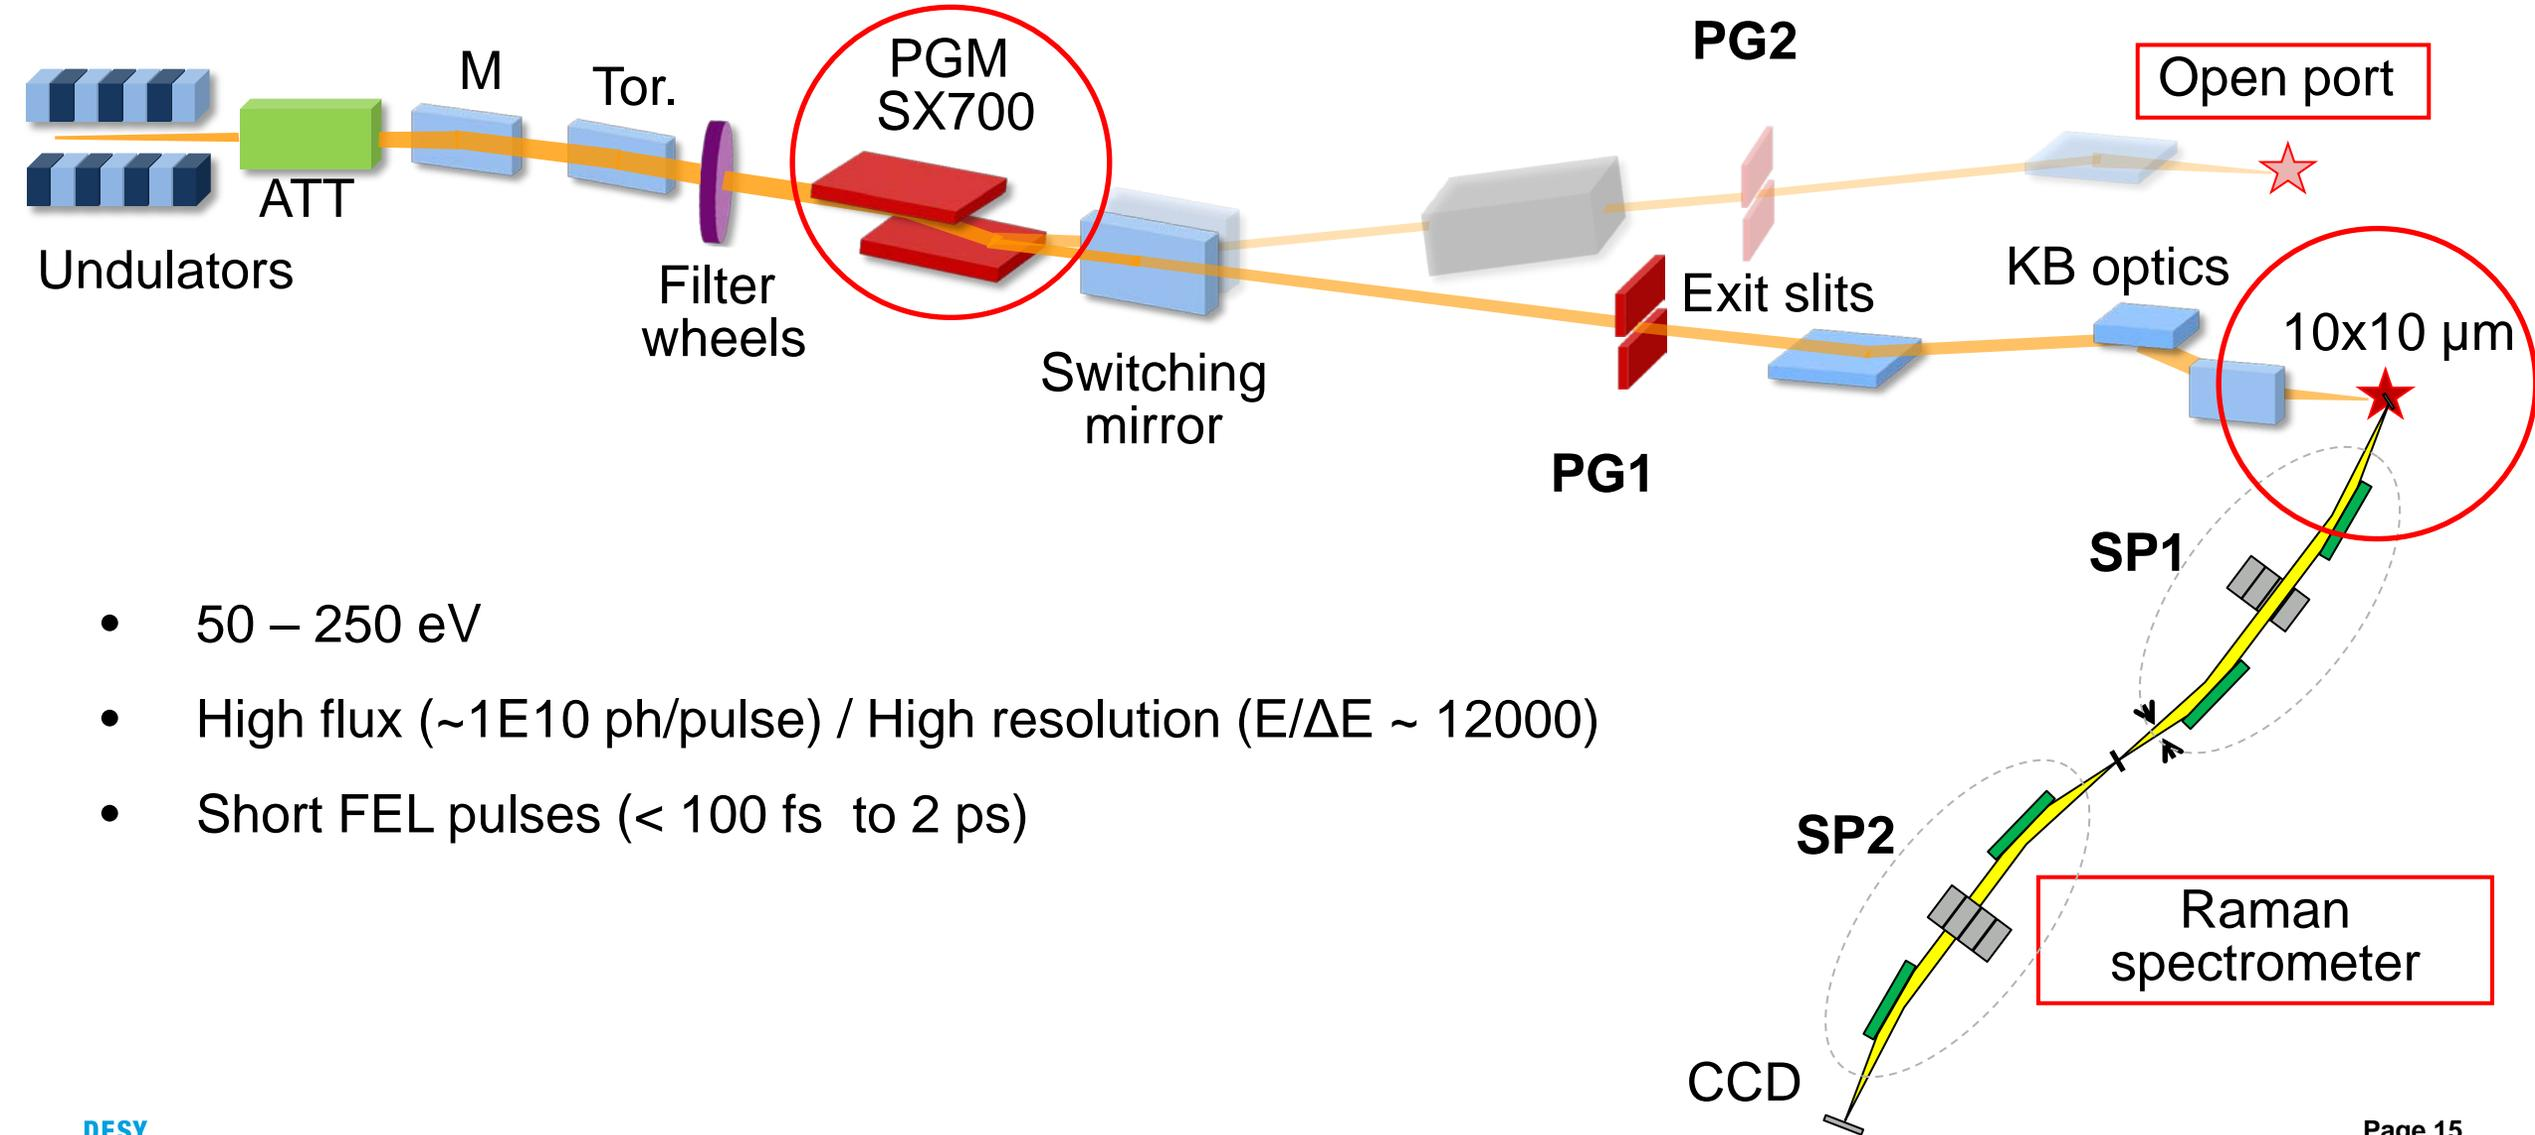 PG2
M
Tor.
PGM
SX700
Open port
ATT
Undulators
Filter
wheels
Switching
mirror
Exit slits
KB optics
10x10 µm
PG1
SP1
• 50 – 250 eV
• High flux (~1E10 ph/pulse) / High resolution (E/ΔE ~ 12000)
• Short FEL pulses (< 100 fs  to 2 ps)
SP2
Raman
spectrometer
CCD
DESY
Page 15